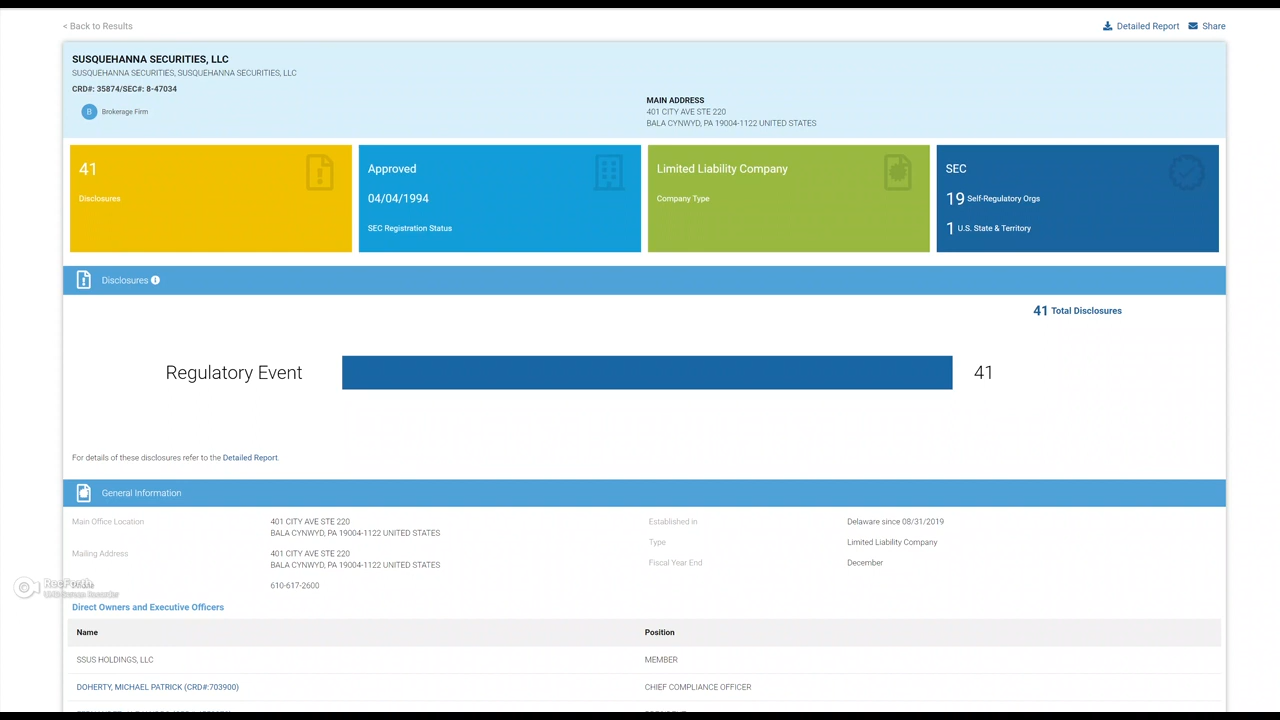 < Back to Results
Detailed Report
Share
SUSQUEHANNA SECURITIES, LLC
SUSQUEHANNA SECURITIES, SUSQUEHANNA SECURITIES, LLC
CRD#: 35874/SEC#: 8-47034
B Brokerage Firm
MAIN ADDRESS
401 CITY AVE STE 220
BALA CYNWYD, PA 19004-1122 UNITED STATES
41
Disclosures
Approved
04/04/1994
SEC Registration Status
Limited Liability Company
Company Type
SEC
19 Self-Regulatory Orgs
1 U.S. State & Territory
Disclosures
41 Total Disclosures
Regulatory Event 41
For details of these disclosures refer to the Detailed Report.
General Information
Main Office Location
401 CITY AVE STE 220
BALA CYNWYD, PA 19004-1122 UNITED STATES
Mailing Address
401 CITY AVE STE 220
BALA CYNWYD, PA 19004-1122 UNITED STATES
610-617-2600
Established in Delaware since 08/31/2019
Type Limited Liability Company
Fiscal Year End December
RecForth
Direct Owners and Executive Officers
Name Position
SSUS HOLDINGS, LLC MEMBER
DOHERTY, MICHAEL PATRICK (CRD#:703900) CHIEF COMPLIANCE OFFICER